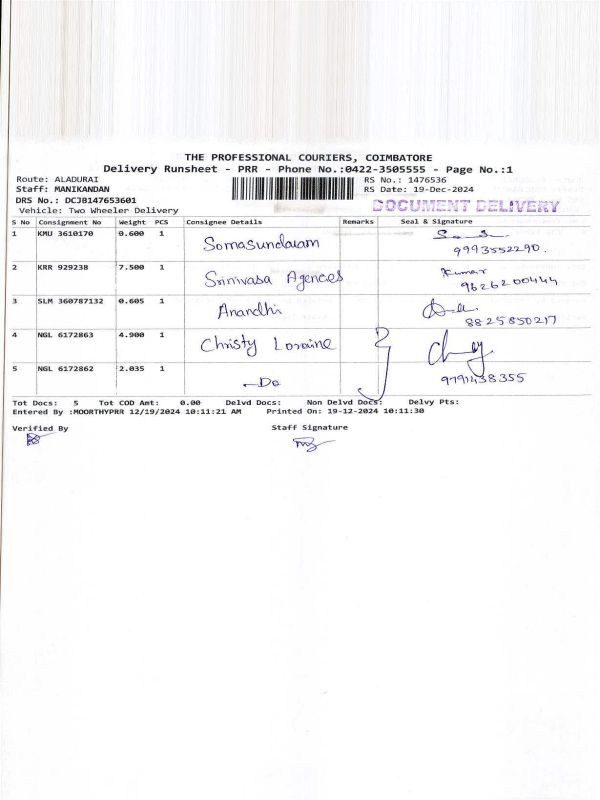 THE PROFESSIONAL COURIERS, COIMBATORE
Delivery Runsheet - PRR - Phone No.:0422-3505555 - Page No.:1
Route: ALADURAI RS No.: 1476536
Staff: MANIKANDAN RS Date: 19-Dec-2024
DRS No.: DCJB147653601
Vehicle: Two Wheeler Delivery DOCUMENT DELIVERY
S No Consignment No Weight PCS Consignee Details Remarks Seal & Signature
1 KMU 3610170 0.600 1 Somasundaram
9993552290.
2 KRR 929238 7.500 1 Srinivasa Agences Kumar
9626200444
3 SLM 360787132 0.605 1 Anandhi
8825850217
4 NGL 6172863 4.900 1 Christy Loraine
5 NGL 6172862 2.035 1 -Do 9791438355
Tot Docs: 5 Tot COD Amt: 0.00 Delvd Docs: Non Delvd Docs: Delvy Pts:
Entered By :MOORTHYPRR 12/19/2024 10:11:21 AM Printed On: 19-12-2024 10:11:30
Verified By Staff Signature